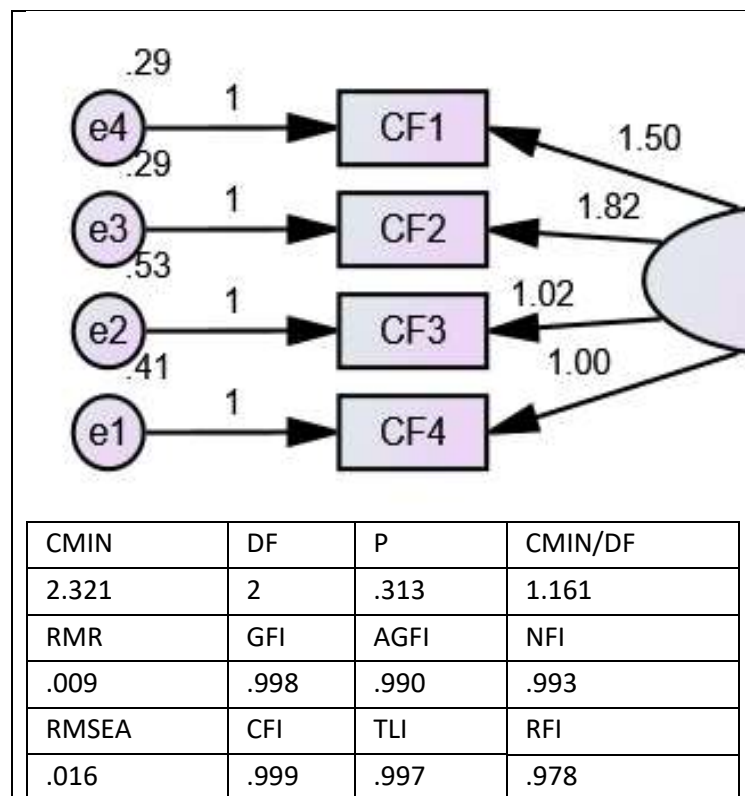 .29
e4 1 CF1 1.50
.29
e3 1 CF2 1.82
.53
e2 1 CF3 1.02
.41
e1 1 CF4 1.00
CMIN DF P CMIN/DF
2.321 2 .313 1.161
RMR GFI AGFI NFI
.009 .998 .990 .993
RMSEA CFI TLI RFI
.016 .999 .997 .978